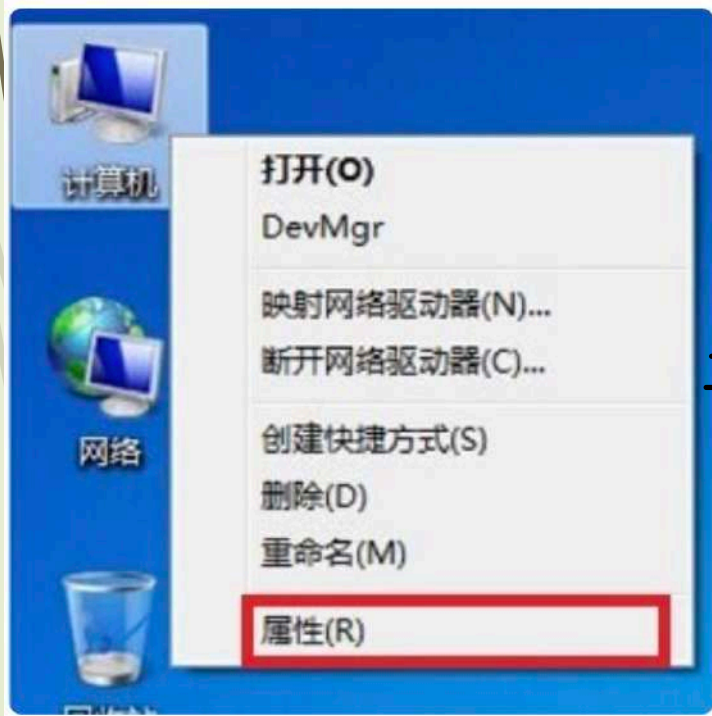 计算机
打开(O)
DevMgr
映射网络驱动器(N)...
断开网络驱动器(C)...
网络
创建快捷方式(S)
删除(D)
重命名(M)
属性(R)